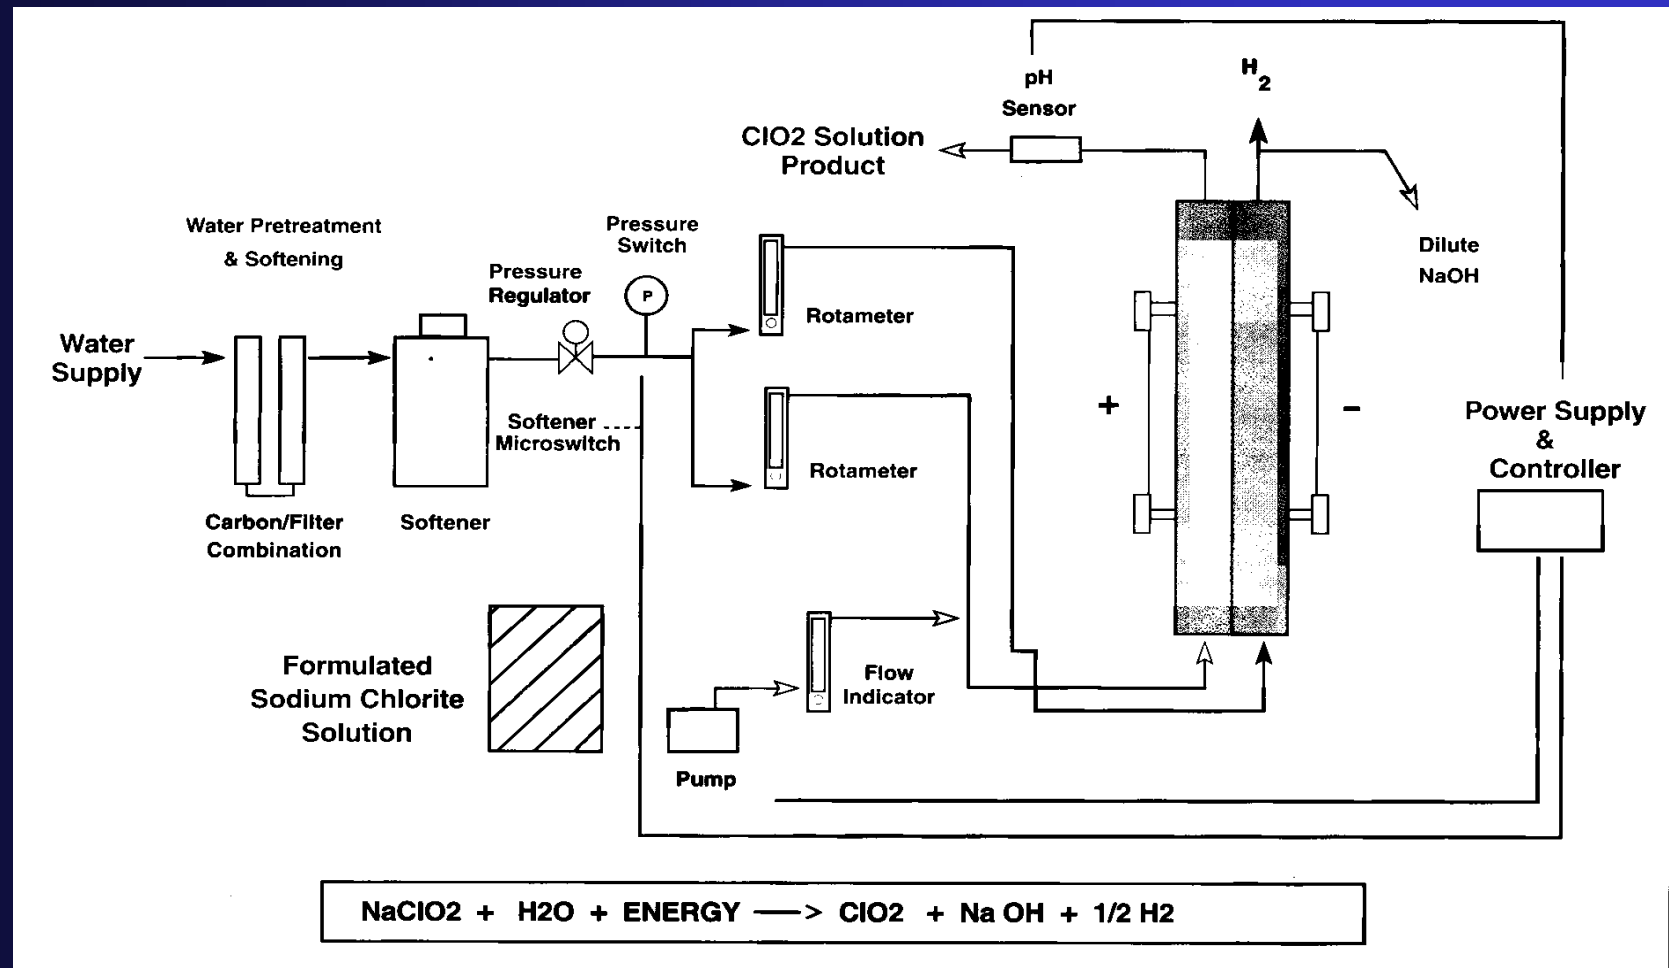 pH
Sensor
H2
ClO2 Solution
Product
Water Pretreatment
& Softening
Pressure
Switch
Pressure
Regulator
P
Dilute
NaOH
Rotameter
Water
Supply
+
-
Power Supply
&
Controller
Softener
Microswitch
Rotameter
Carbon/Filter
Combination
Softener
Formulated
Sodium Chlorite
Solution
Flow
Indicator
Pump
NaClO2 + H2O + ENERGY —> ClO2 + Na OH + 1/2 H2